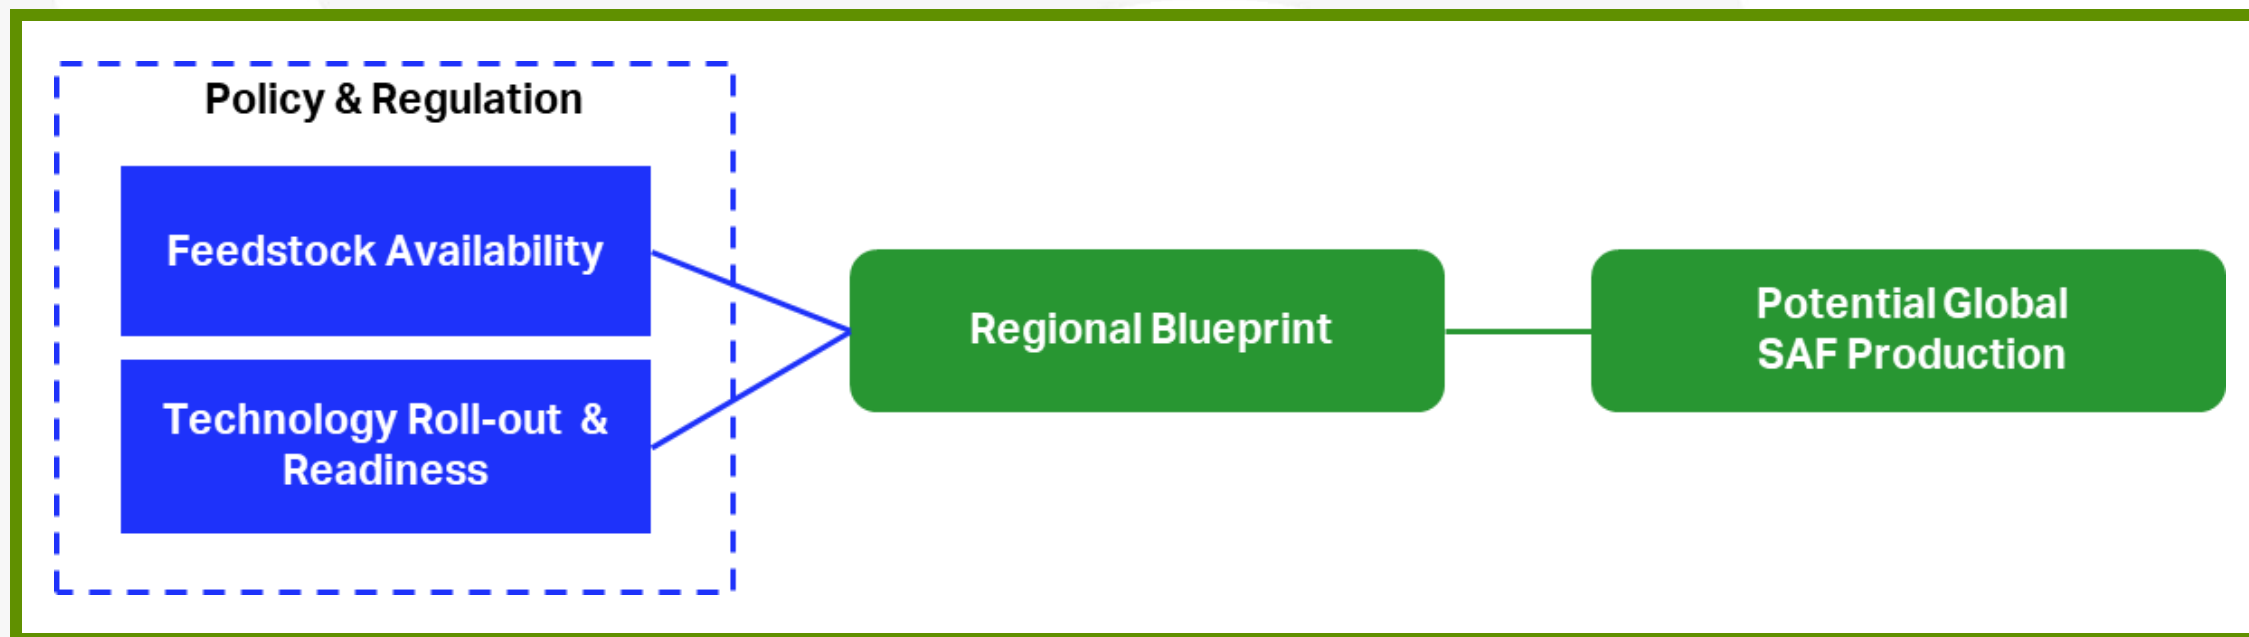 Policy & Regulation
Feedstock Availability
Technology Roll-out &
Readiness
Regional Blueprint
Potential Global
SAF Production